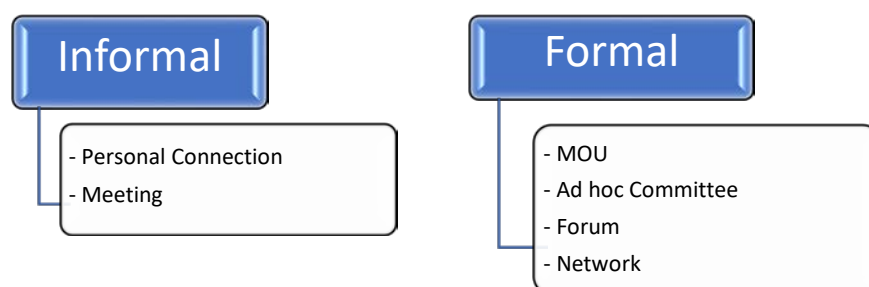 Informal
- Personal Connection
- Meeting
Formal
- MOU
- Ad hoc Committee
- Forum
- Network